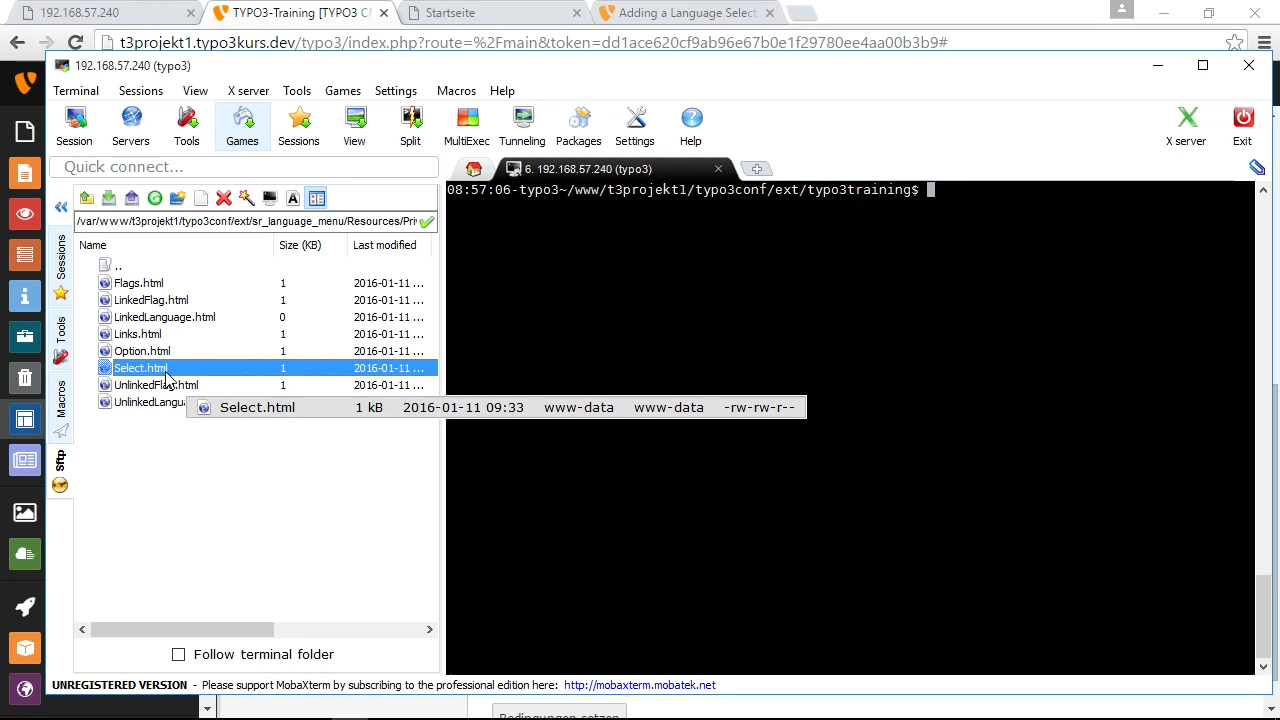 192.168.57.240
TYPO3-Training [TYPO3 C
Startseite
Adding a Language Select
t3projekt1.typo3kurs.dev/typo3/index.php?route=%2Fmain&token=dd1ace620cf9ab96e67b0e1f29780ee4aa00b3b9#
192.168.57.240 (typo3)
Terminal Sessions View X server Tools Games Settings Macros Help
Session Servers Tools Games Sessions View Split MultiExec Tunneling Packages Settings Help X server Exit
Quick connect...
6. 192.168.57.240 (typo3)
/var/www/t3projekt1/typo3conf/ext/sr_language_menu/Resources/Priv
08:57:06-typo3~/www/t3projekt1/typo3conf/ext/typo3training$
Name Size (KB) Last modified
..
Flags.html 1 2016-01-11 ...
LinkedFlag.html 1 2016-01-11 ...
LinkedLanguage.html 0 2016-01-11 ...
Links.html 1 2016-01-11 ...
Option.html 1 2016-01-11 ...
Select.html 1 2016-01-11 ...
UnlinkedFlag.html 1 2016-01-11 ...
UnlinkedLangua
Select.html 1 kB 2016-01-11 09:33 www-data www-data -rw-rw-r--
Sessions
Tools
Macros
Sftp
Follow terminal folder
UNREGISTERED VERSION - Please support MobaXterm by subscribing to the professional edition here: http://mobaxterm.mobatek.net
Bedingungen setzen